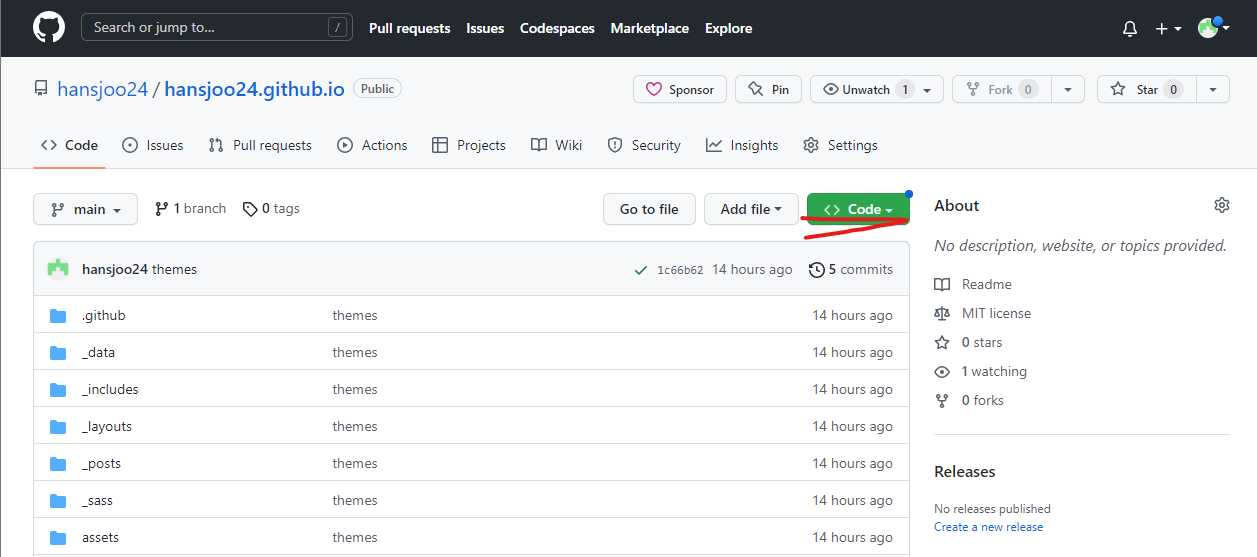 Search or jump to... /
Pull requests Issues Codespaces Marketplace Explore
hansjoo24 / hansjoo24.github.io Public
Sponsor Pin Unwatch 1 Fork 0 Star 0
Code Issues Pull requests Actions Projects Wiki Security Insights Settings
main 1 branch 0 tags Go to file Add file Code
hansjoo24 themes 1c66b62 14 hours ago 5 commits
.github themes 14 hours ago
_data themes 14 hours ago
_includes themes 14 hours ago
_layouts themes 14 hours ago
_posts themes 14 hours ago
_sass themes 14 hours ago
assets themes 14 hours ago
About
No description, website, or topics provided.
Readme
MIT license
0 stars
1 watching
0 forks
Releases
No releases published
Create a new release